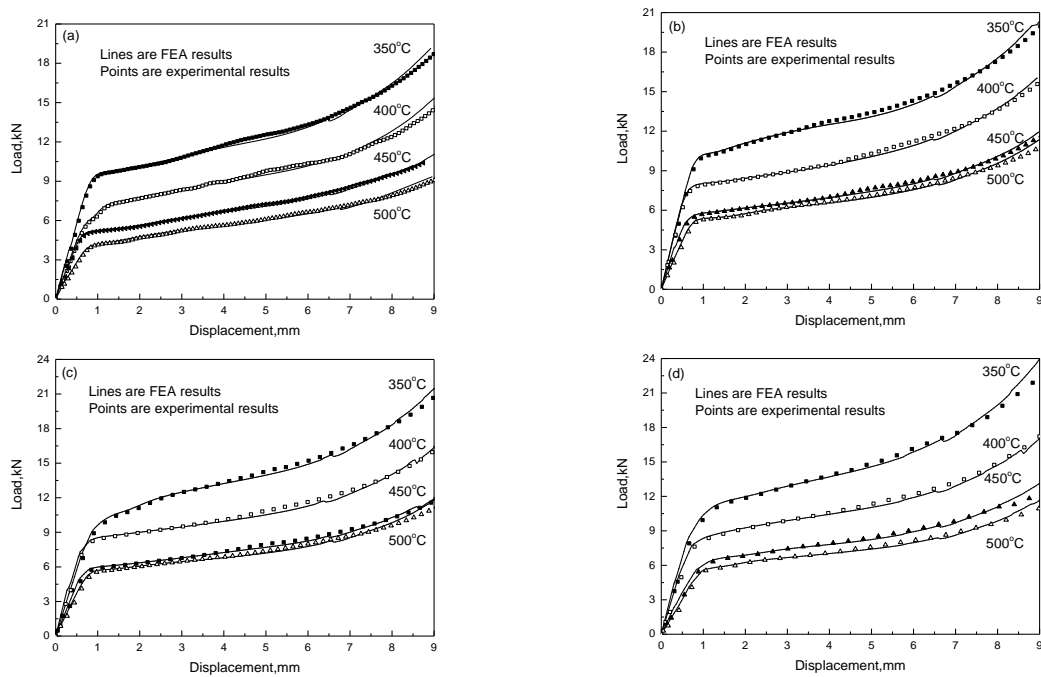 (a)
Lines are FEA results
Points are experimental results
350°C
400°C
450°C
500°C
Load,kN
21
18
15
12
9
6
3
0
0 1 2 3 4 5 6 7 8 9
Displacement,mm
(b)
Lines are FEA results
Points are experimental results
350°C
400°C
450°C
500°C
Load,kN
21
18
15
12
9
6
3
0
0 1 2 3 4 5 6 7 8 9
Displacement,mm
(c)
Lines are FEA results
Points are experimental results
350°C
400°C
450°C
500°C
Load,kN
24
21
18
15
12
9
6
3
0
0 1 2 3 4 5 6 7 8 9
Displacement,mm
(d)
Lines are FEA results
Points are experimental results
350°C
400°C
450°C
500°C
Load,kN
24
21
18
15
12
9
6
3
0
0 1 2 3 4 5 6 7 8 9
Displacement,mm